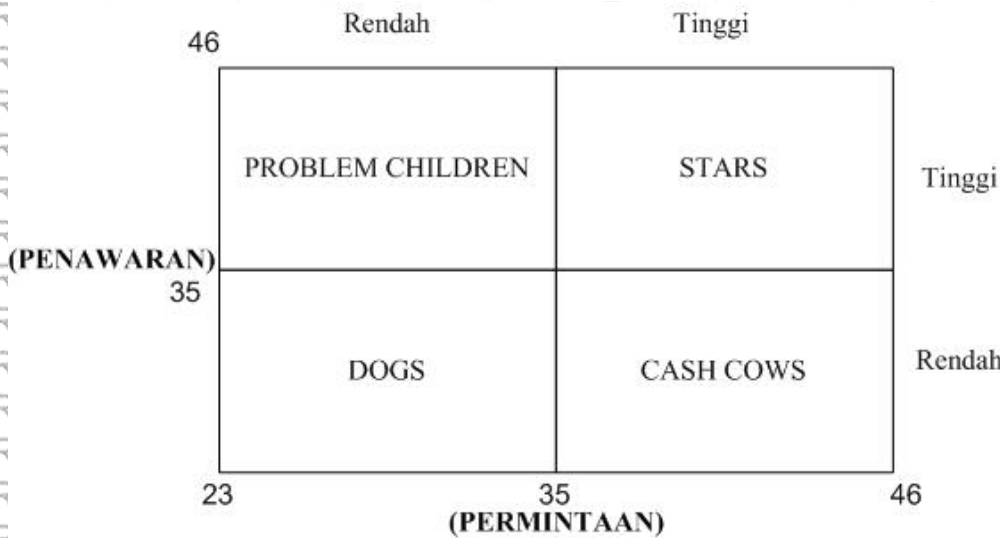 Rendah Tinggi
46
PROBLEM CHILDREN STARS Tinggi
(PENAWARAN)
35
DOGS CASH COWS Rendah
23 35 46
(PERMINTAAN)